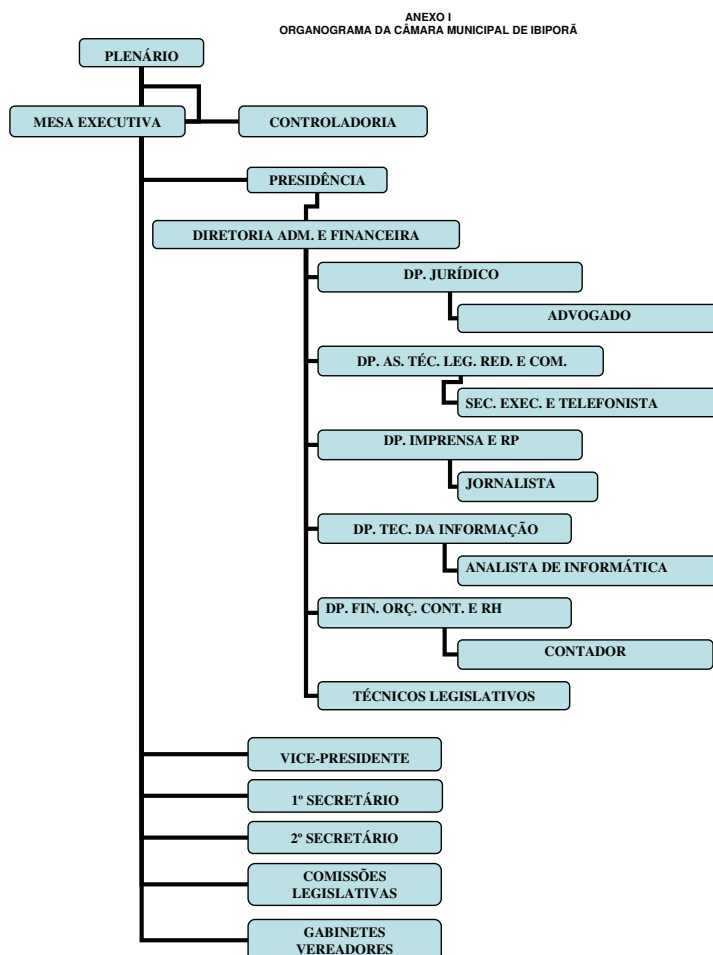 ANEXO I
ORGANOGRAMA DA CÂMARA MUNICIPAL DE IBIPORÃ
PLENÁRIO
MESA EXECUTIVA
CONTROLADORIA
PRESIDÊNCIA
DIRETORIA ADM. E FINANCEIRA
DP. JURÍDICO
ADVOGADO
DP. AS. TÉC. LEG. RED. E COM.
SEC. EXEC. E TELEFONISTA
DP. IMPRENSA E RP
JORNALISTA
DP. TEC. DA INFORMAÇÃO
ANALISTA DE INFORMÁTICA
DP. FIN. ORÇ. CONT. E RH
CONTADOR
TÉCNICOS LEGISLATIVOS
VICE-PRESIDENTE
1º SECRETÁRIO
2º SECRETÁRIO
COMISSÕES
LEGISLATIVAS
GABINETES
VEREADORES